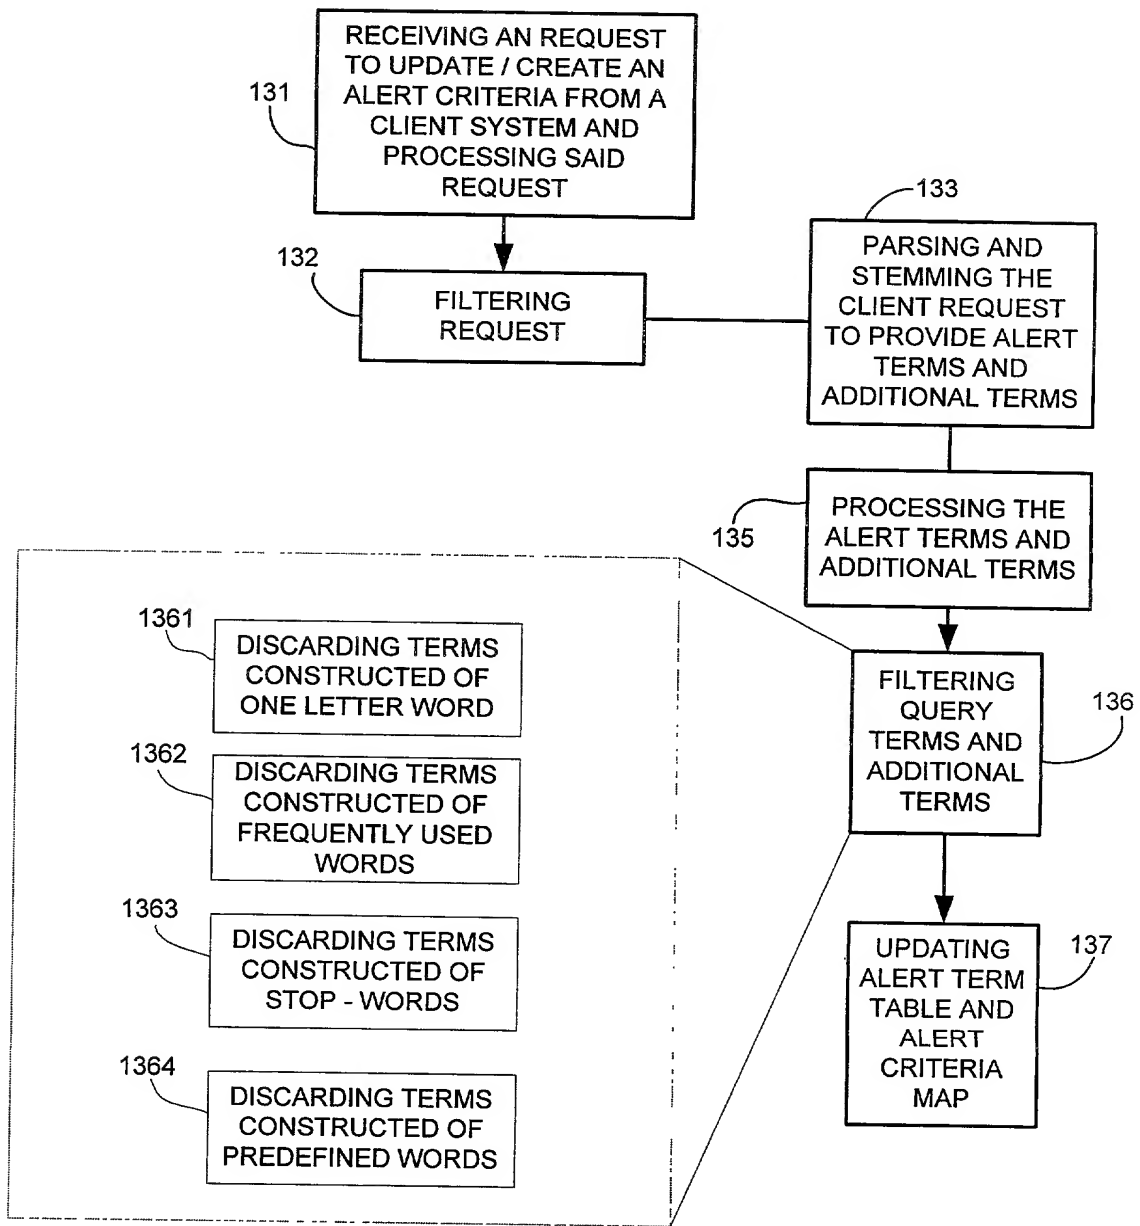 131
RECEIVING AN REQUEST
TO UPDATE / CREATE AN
ALERT CRITERIA FROM A
CLIENT SYSTEM AND
PROCESSING SAID
REQUEST
132
FILTERING
REQUEST
133
PARSING AND
STEMMING THE
CLIENT REQUEST
TO PROVIDE ALERT
TERMS AND
ADDITIONAL TERMS
135
PROCESSING THE
ALERT TERMS AND
ADDITIONAL TERMS
136
FILTERING
QUERY
TERMS AND
ADDITIONAL
TERMS
1361
DISCARDING TERMS
CONSTRUCTED OF
ONE LETTER WORD
1362
DISCARDING TERMS
CONSTRUCTED OF
FREQUENTLY USED
WORDS
1363
DISCARDING TERMS
CONSTRUCTED OF
STOP - WORDS
1364
DISCARDING TERMS
CONSTRUCTED OF
PREDEFINED WORDS
137
UPDATING
ALERT TERM
TABLE AND
ALERT
CRITERIA
MAP